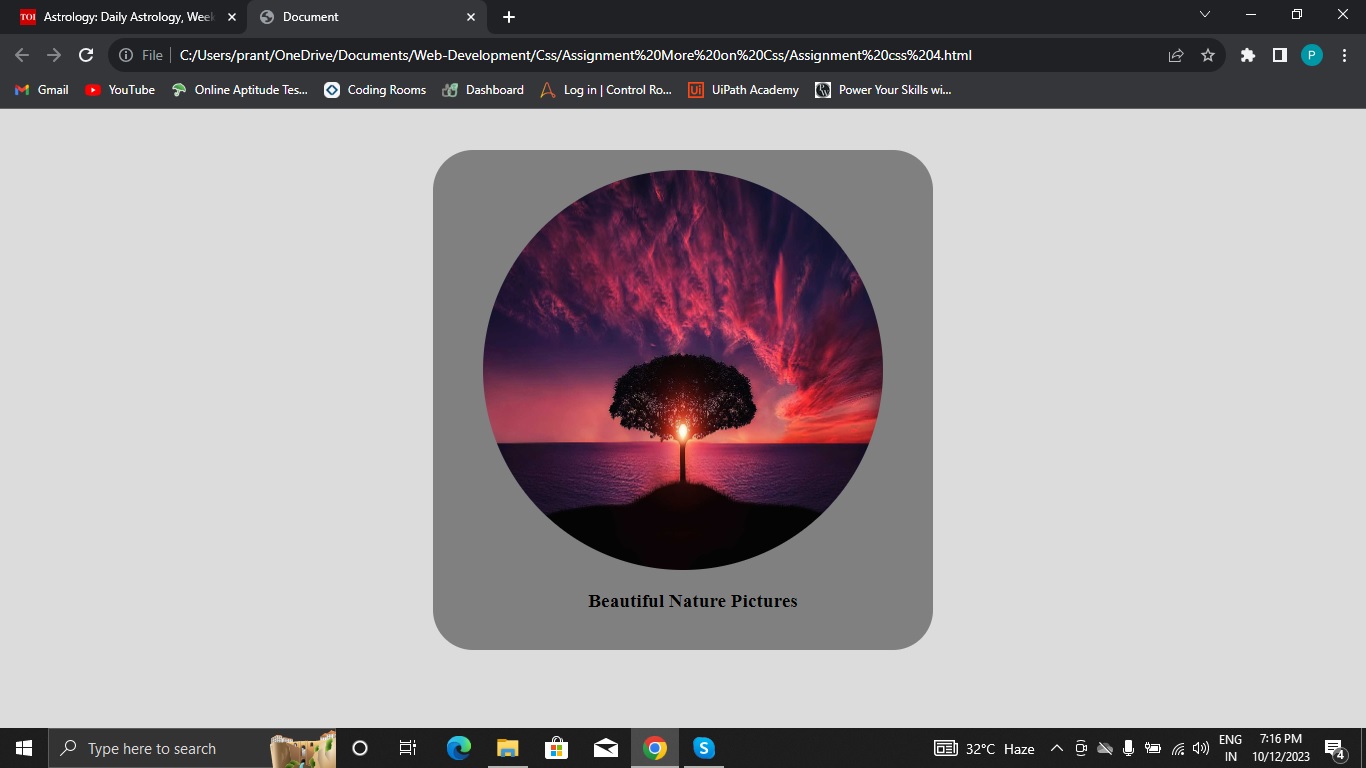 TOI Astrology: Daily Astrology, Week
Document
File C:/Users/prant/OneDrive/Documents/Web-Development/Css/Assignment%20More%20on%20Css/Assignment%20css%204.html
P
Gmail YouTube Online Aptitude Tes... Coding Rooms Dashboard Log in | Control Ro... Ui UiPath Academy Power Your Skills wi...
Beautiful Nature Pictures
Type here to search
S
32°C Haze
ENG
IN
7:16 PM
10/12/2023
4